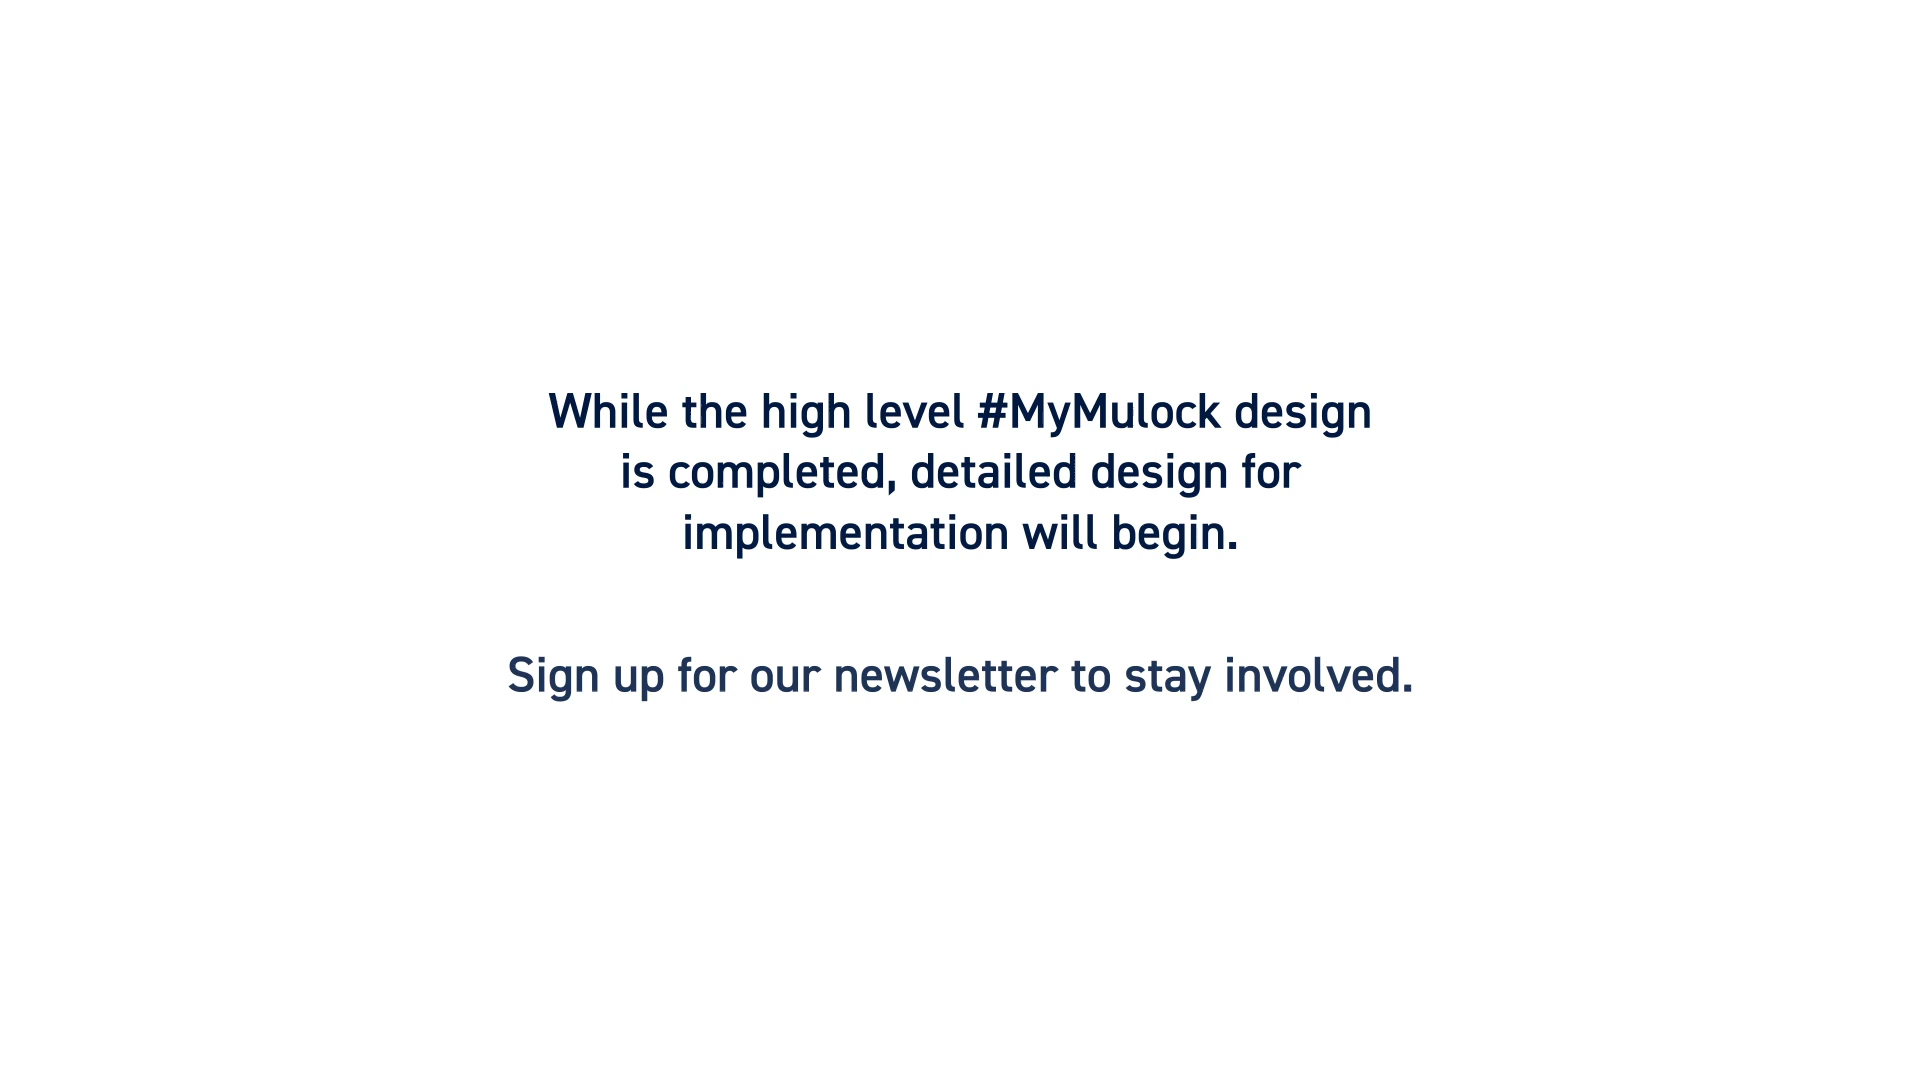 While the high level #MyMulock design
is completed, detailed design for
implementation will begin.
Sign up for our newsletter to stay involved.